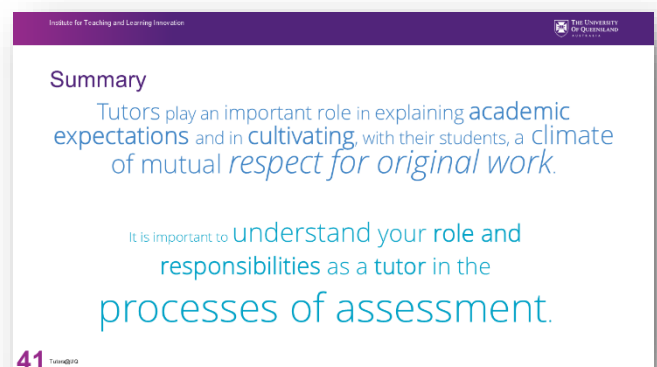 Institute for Teaching and Learning Innovation
THE UNIVERSITY
OF QUEENSLAND
AUSTRALIA
Summary
Tutors play an important role in explaining academic
expectations and in cultivating, with their students, a climate
of mutual respect for original work.
It is important to understand your role and
responsibilities as a tutor in the
processes of assessment.
41 Tutors@UQ